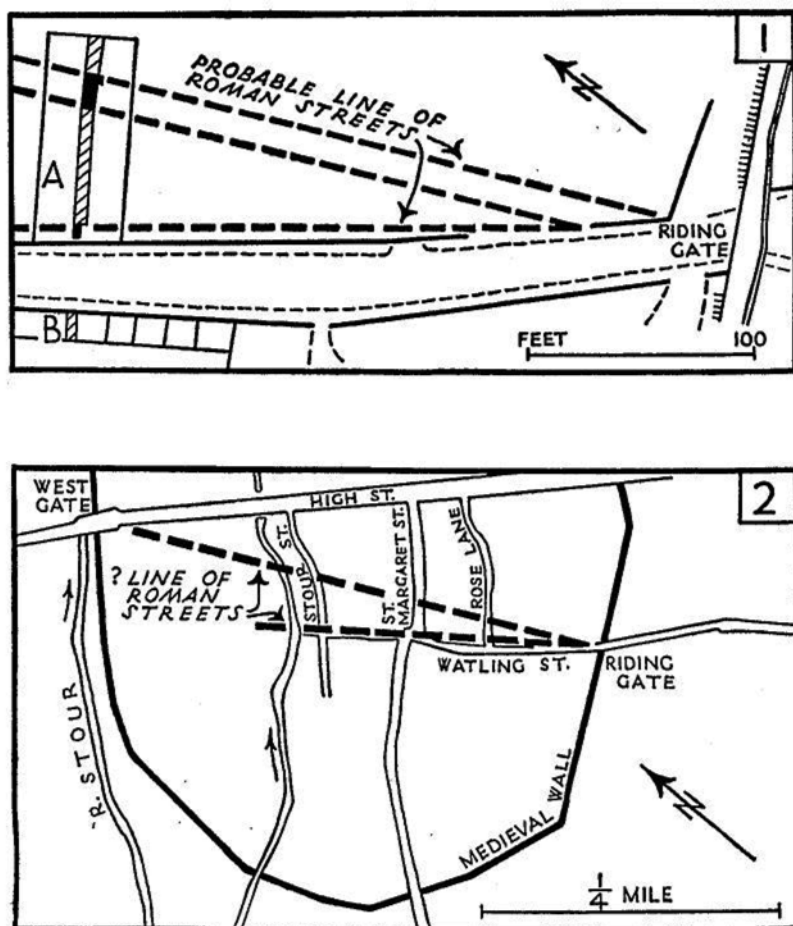 1
PROBABLE LINE OF
ROMAN STREETS
N
A
RIDING
GATE
B
FEET 100
2
WEST
GATE
HIGH ST.
STOUR ST.
ST.
MARGARET ST.
ROSE LANE
? LINE OF
ROMAN
STREETS
WATLING ST.
RIDING
GATE
R. STOUR
MEDIEVAL WALL
N
1/4 MILE